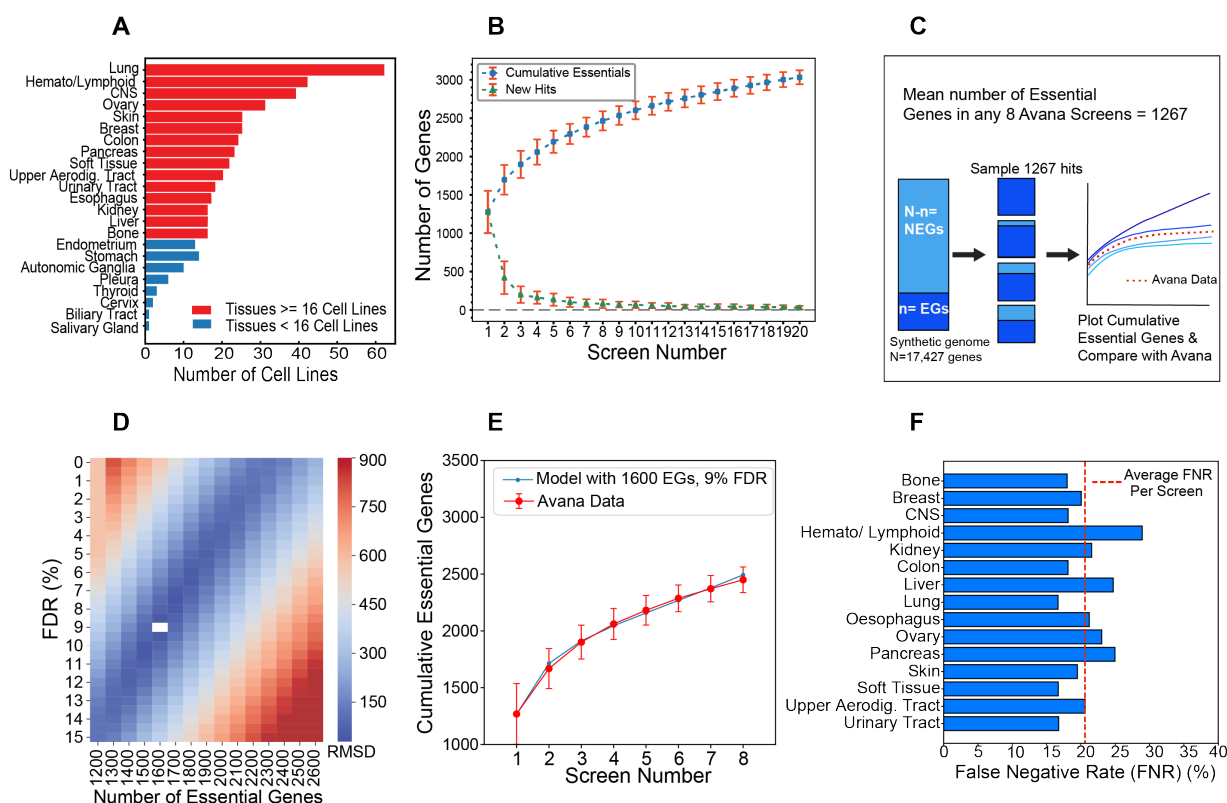 A
Lung
Hemato/Lymphoid
CNS
Ovary
Skin
Breast
Colon
Pancreas
Soft Tissue
Upper Aerodig. Tract
Urinary Tract
Esophagus
Kidney
Liver
Bone
Endometrium
Stomach
Autonomic Ganglia
Pleura
Thyroid
Cervix
Biliary Tract
Salivary Gland
Tissues >= 16 Cell Lines
Tissues < 16 Cell Lines
0 10 20 30 40 50 60
Number of Cell Lines
B
Number of Genes
3000
2500
2000
1500
1000
500
0
Cumulative Essentials
New Hits
1 2 3 4 5 6 7 8 9 10 11 12 13 14 15 16 17 18 19 20
Screen Number
C
Mean number of Essential
Genes in any 8 Avana Screens = 1267
Sample 1267 hits
N-n=
NEGs
n= EGs
Synthetic genome
N=17,427 genes
Avana Data
Plot Cumulative
Essential Genes &
Compare with Avana
D
FDR (%)
0
1
2
3
4
5
6
7
8
9
10
11
12
13
14
15
1200 1300 1400 1500 1600 1700 1800 1900 2000 2100 2200 2300 2400 2500 2600
Number of Essential Genes
900
750
600
450
300
150
RMSD
E
Cumulative Essential Genes
3500
3000
2500
2000
1500
1000
Model with 1600 EGs, 9% FDR
Avana Data
1 2 3 4 5 6 7 8
Screen Number
F
Bone
Breast
CNS
Hemato/ Lymphoid
Kidney
Colon
Liver
Lung
Oesophagus
Ovary
Pancreas
Skin
Soft Tissue
Upper Aerodig. Tract
Urinary Tract
Average FNR
Per Screen
0 5 10 15 20 25 30 35 40
False Negative Rate (FNR) (%)